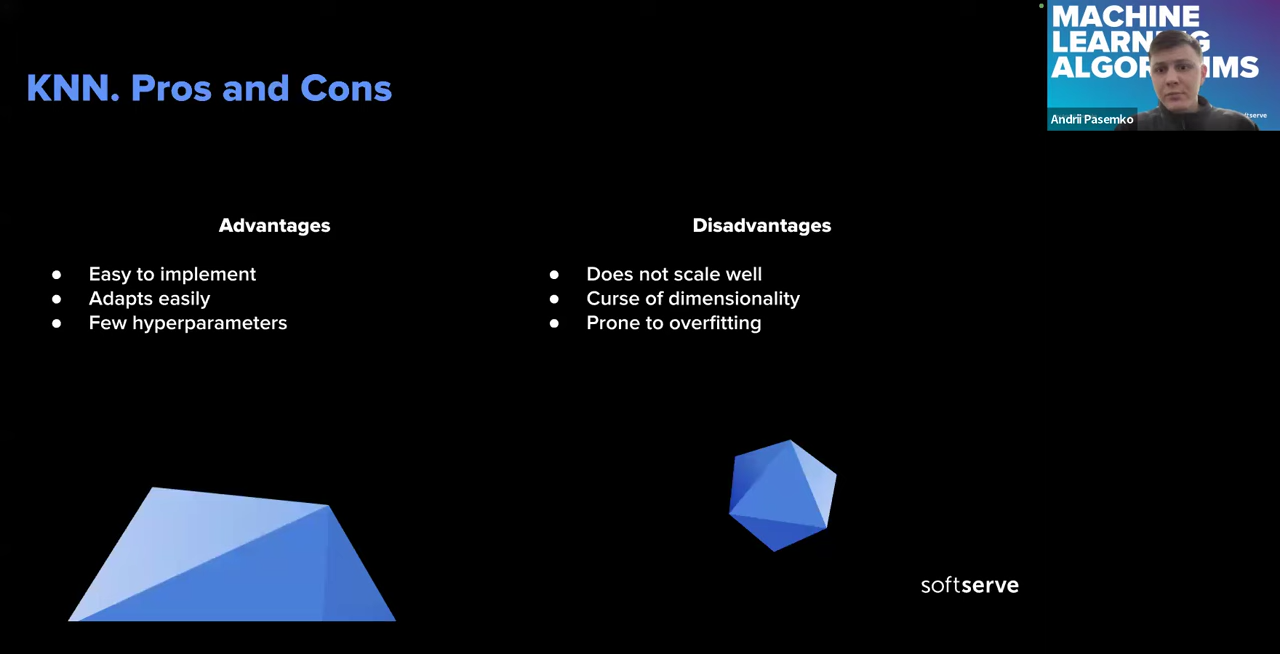 KNN. Pros and Cons
MACHINE
LEARNING
ALGORITHMS
Andrii Pasemko
Advantages
● Easy to implement
● Adapts easily
● Few hyperparameters
Disadvantages
● Does not scale well
● Curse of dimensionality
● Prone to overfitting
softserve